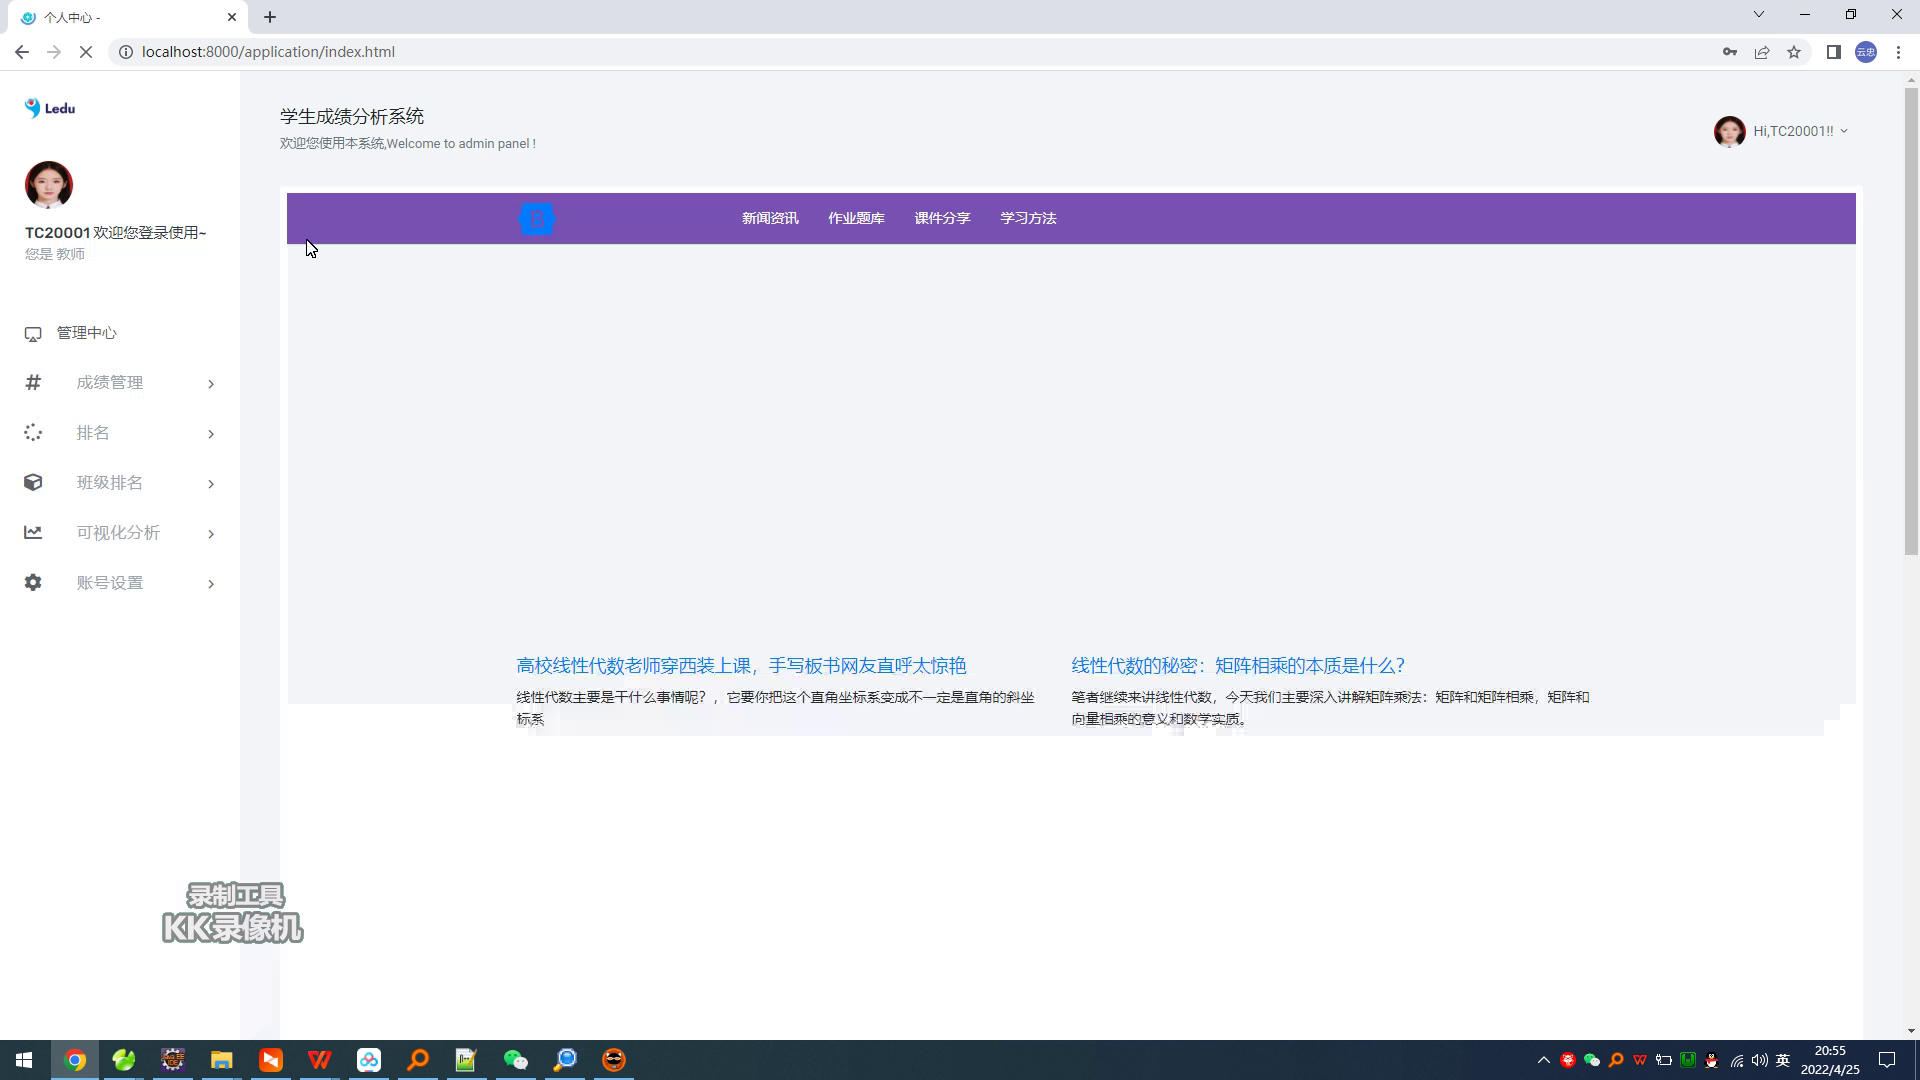 个人中心 -
localhost:8000/application/index.html
云忠
Ledu
学生成绩分析系统
欢迎您使用本系统,Welcome to admin panel !
Hi,TC20001!!
TC20001 欢迎您登录使用~
您是 教师
新闻资讯 作业题库 课件分享 学习方法
管理中心
成绩管理
排名
班级排名
可视化分析
账号设置
高校线性代数老师穿西装上课，手写板书网友直呼太惊艳
线性代数主要是干什么事情呢？，它要你把这个直角坐标系变成不一定是直角的斜坐
标系
线性代数的秘密：矩阵相乘的本质是什么？
笔者继续来讲线性代数，今天我们主要深入讲解矩阵乘法：矩阵和矩阵相乘，矩阵和
向量相乘的意义和数学实质。
录制工具
KK录像机
英
20:55
2022/4/25